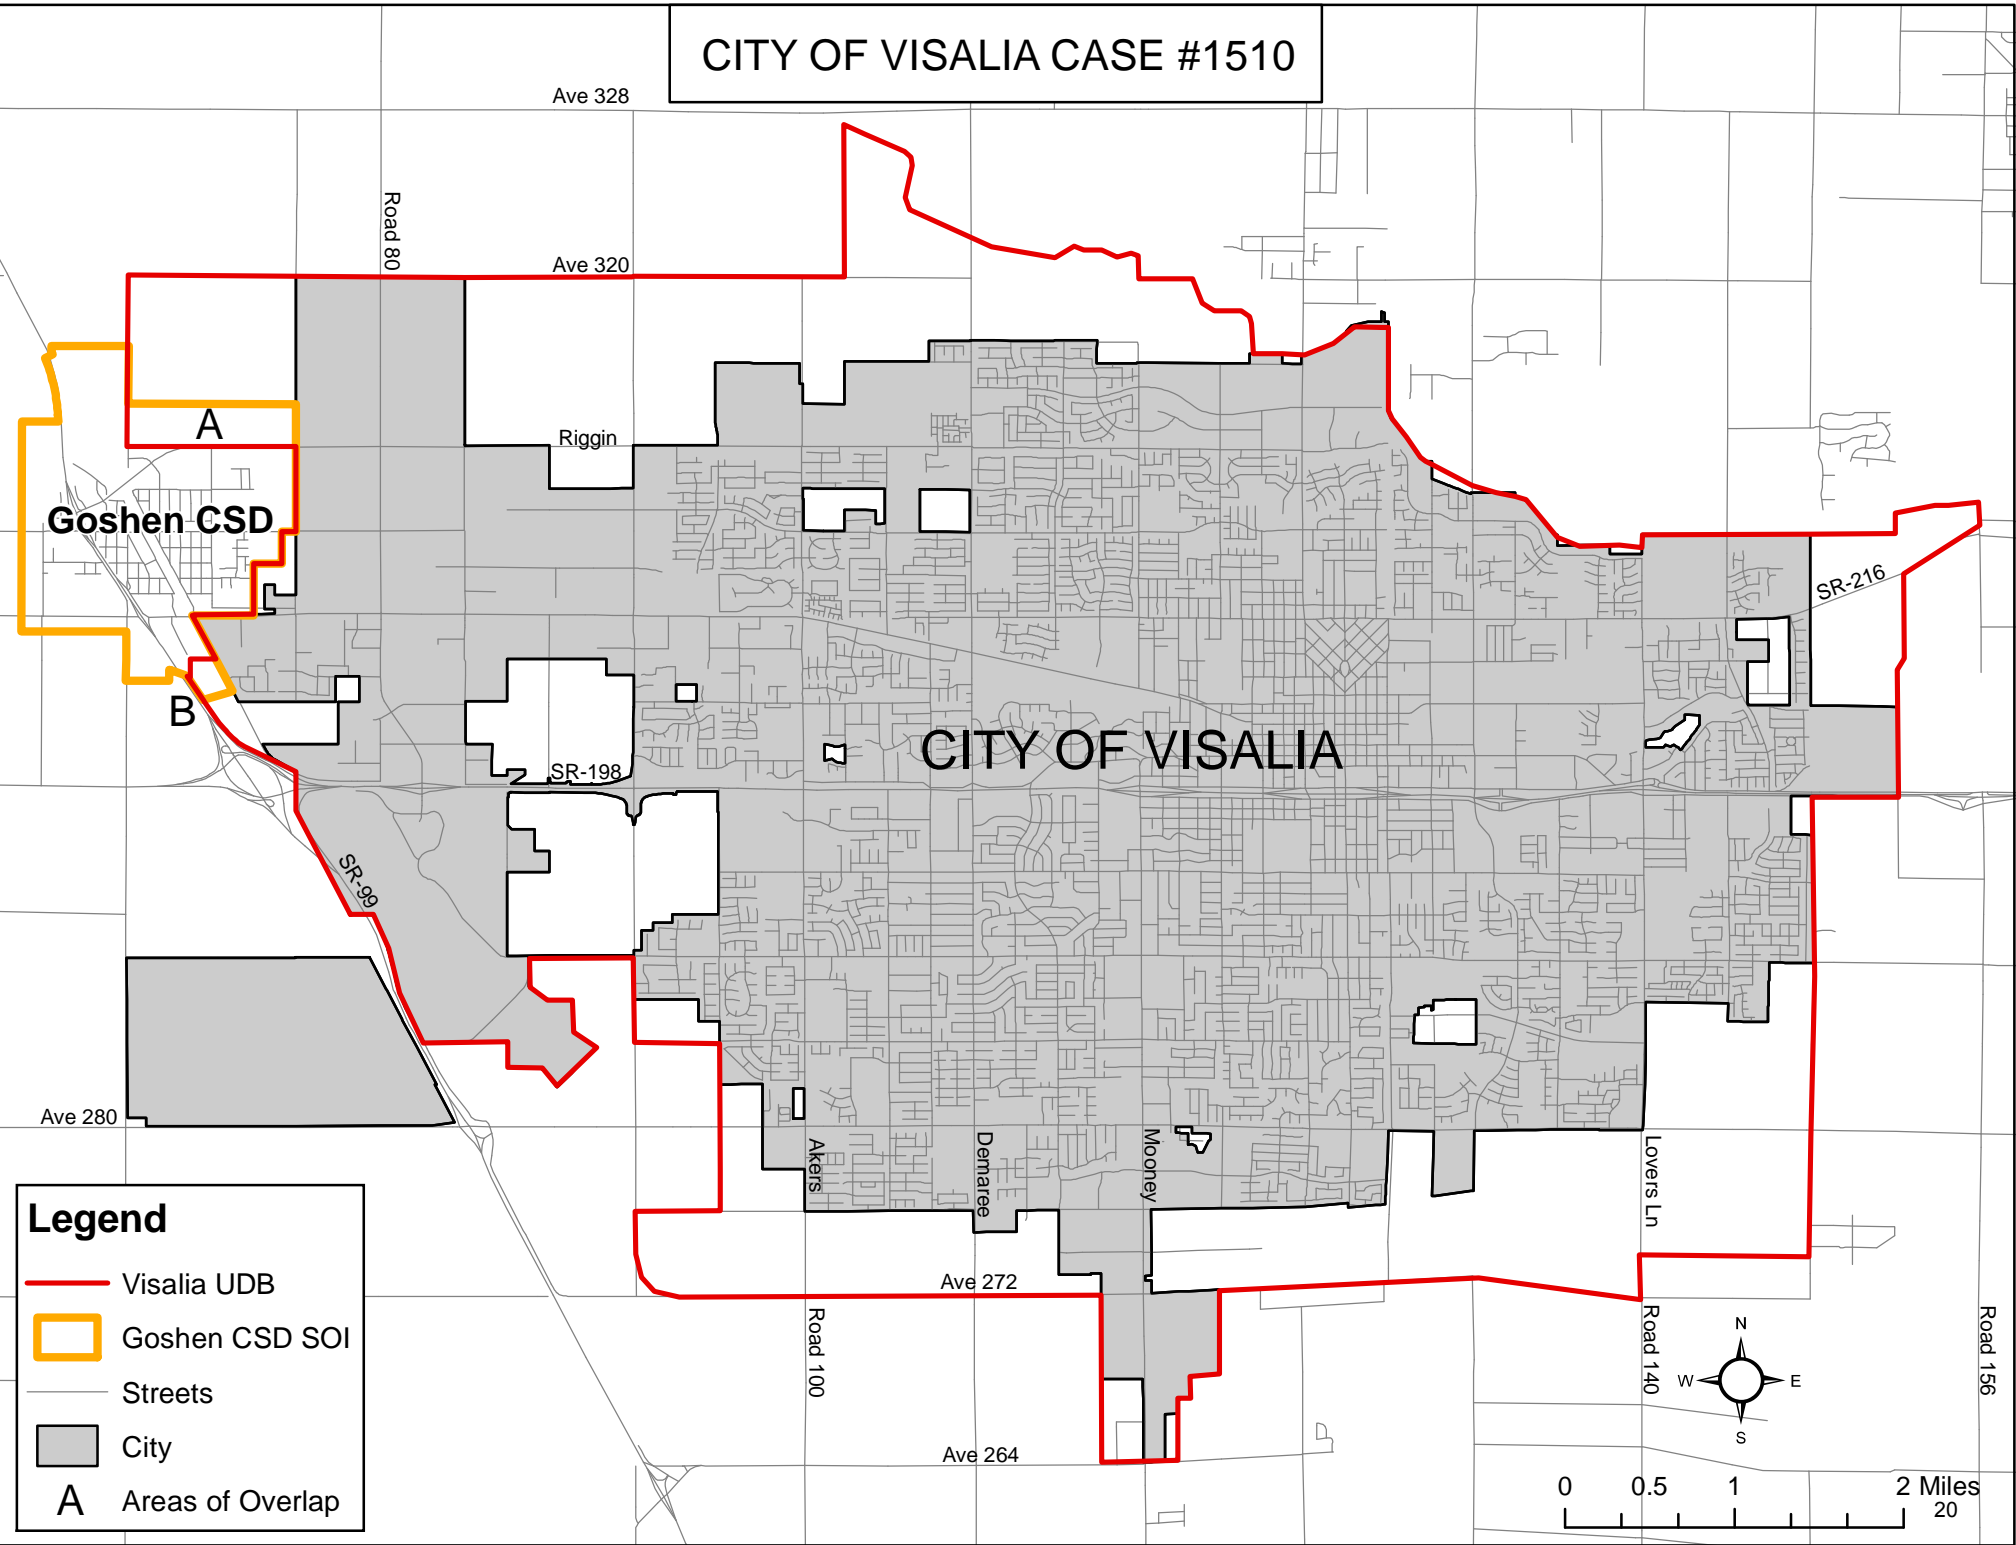 CITY OF VISALIA CASE #1510
Ave 328
Road 80
Ave 320
A
Riggin
Goshen CSD
SR-216
B
CITY OF VISALIA
SR-198
SR-99
Ave 280
Akers
Demaree
Mooney
Lovers Ln
Legend
Visalia UDB
Goshen CSD SOI
Streets
City
A Areas of Overlap
Ave 272
Road 100
Road 140
Road 156
N
W E
S
Ave 264
0 0.5 1 2 Miles
20